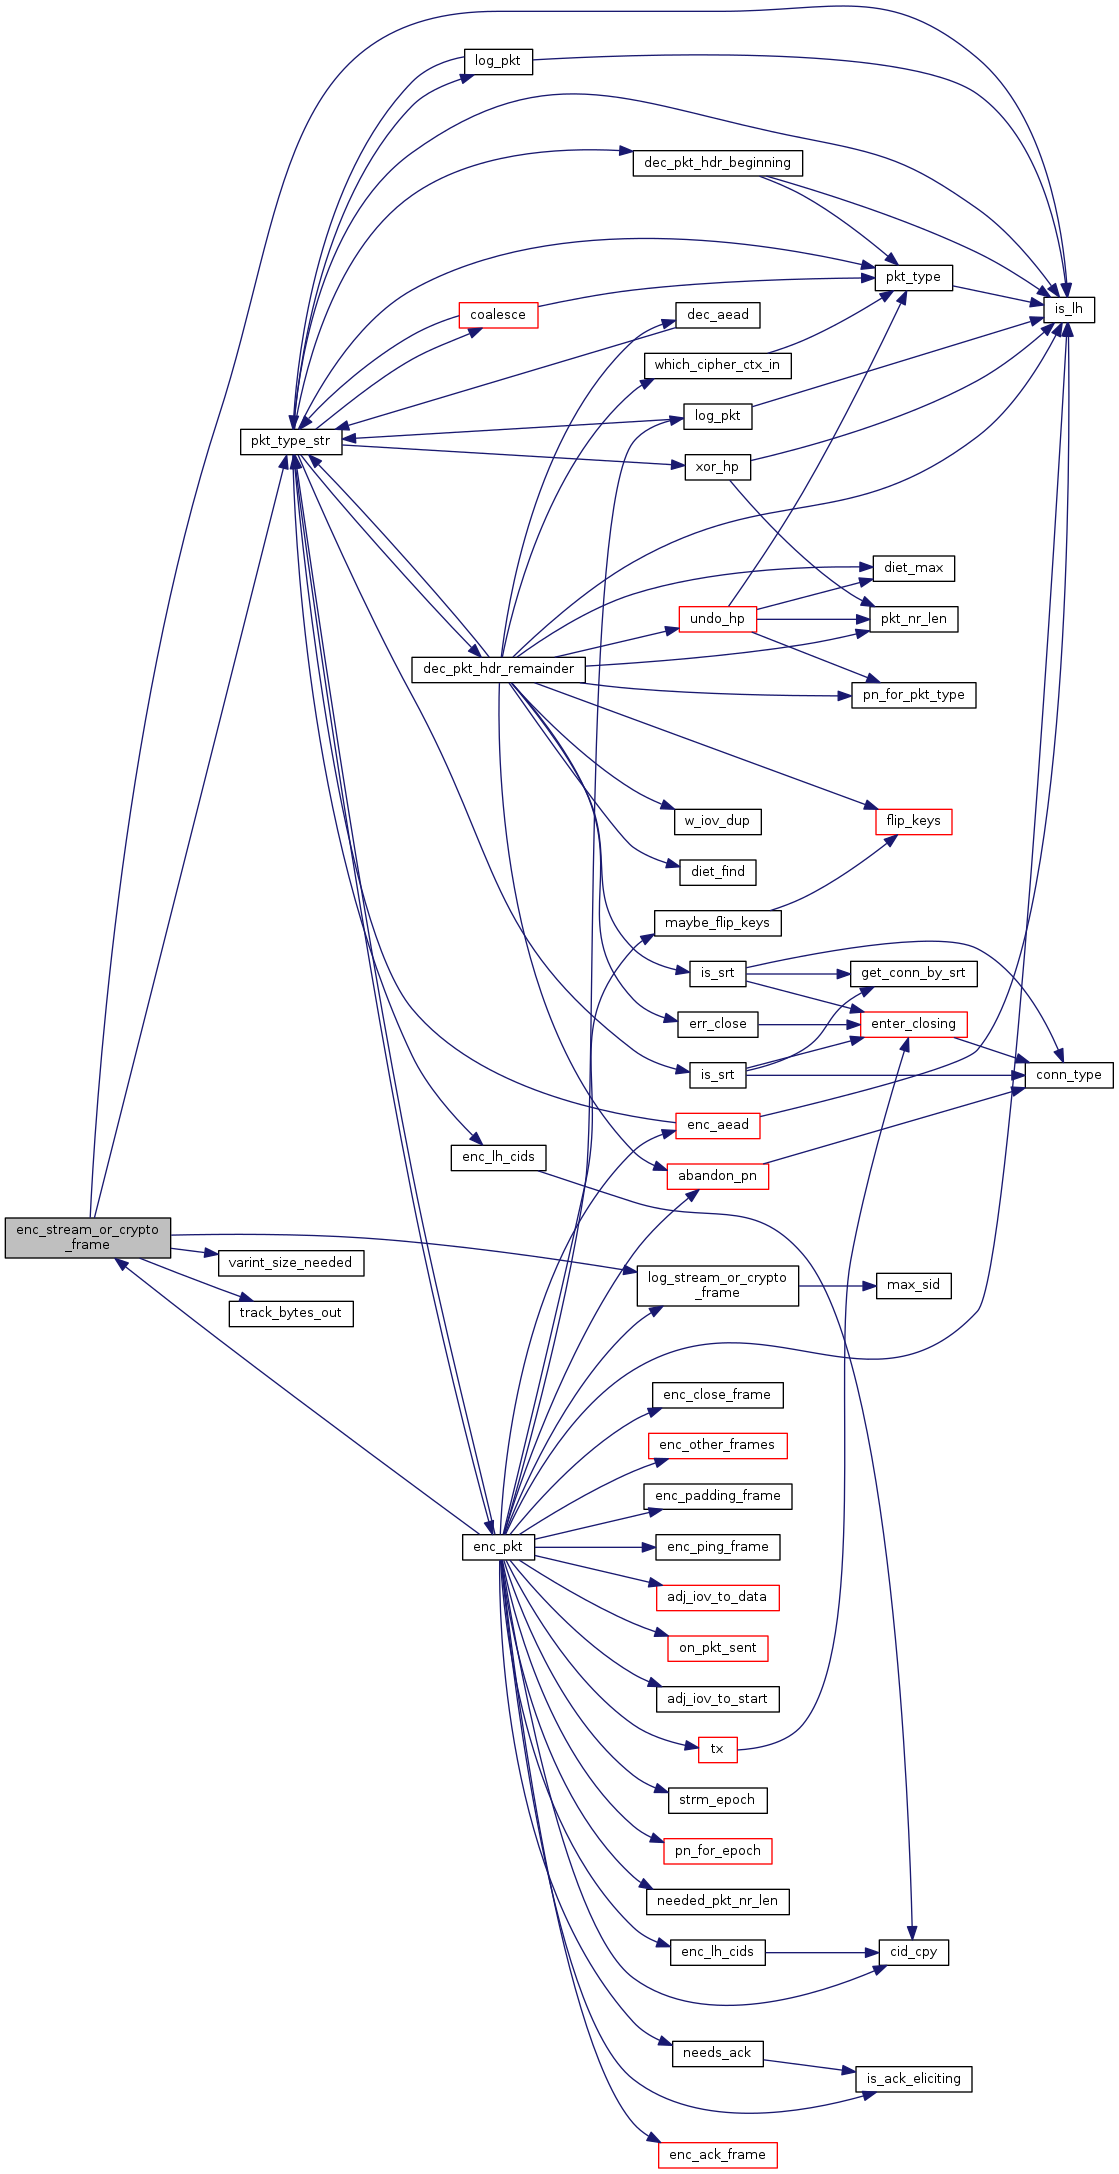 log_pkt
dec_pkt_hdr_beginning
pkt_type
is_lh
coalesce
dec_aead
which_cipher_ctx_in
log_pkt
pkt_type_str
xor_hp
diet_max
undo_hp
pkt_nr_len
dec_pkt_hdr_remainder
pn_for_pkt_type
w_iov_dup
flip_keys
diet_find
maybe_flip_keys
is_srt
get_conn_by_srt
err_close
enter_closing
is_srt
conn_type
enc_aead
enc_lh_cids
abandon_pn
enc_stream_or_crypto
_frame
varint_size_needed
log_stream_or_crypto
_frame
max_sid
track_bytes_out
enc_close_frame
enc_other_frames
enc_padding_frame
enc_pkt
enc_ping_frame
adj_iov_to_data
on_pkt_sent
adj_iov_to_start
tx
strm_epoch
pn_for_epoch
needed_pkt_nr_len
enc_lh_cids
cid_cpy
needs_ack
is_ack_eliciting
enc_ack_frame